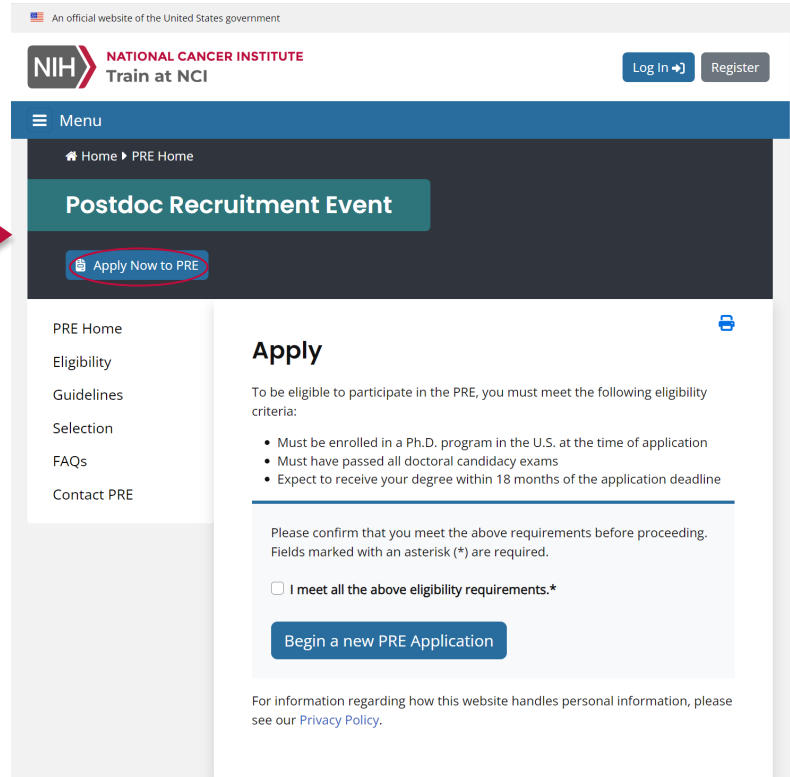 An official website of the United States government
NIH
NATIONAL CANCER INSTITUTE
Train at NCI
Log In
Register
Menu
Home PRE Home
Postdoc Recruitment Event
Apply Now to PRE
PRE Home
Eligibility
Guidelines
Selection
FAQs
Contact PRE
Apply
To be eligible to participate in the PRE, you must meet the following eligibility
criteria:
• Must be enrolled in a Ph.D. program in the U.S. at the time of application
• Must have passed all doctoral candidacy exams
• Expect to receive your degree within 18 months of the application deadline
Please confirm that you meet the above requirements before proceeding.
Fields marked with an asterisk (*) are required.
I meet all the above eligibility requirements.*
Begin a new PRE Application
For information regarding how this website handles personal information, please
see our Privacy Policy.